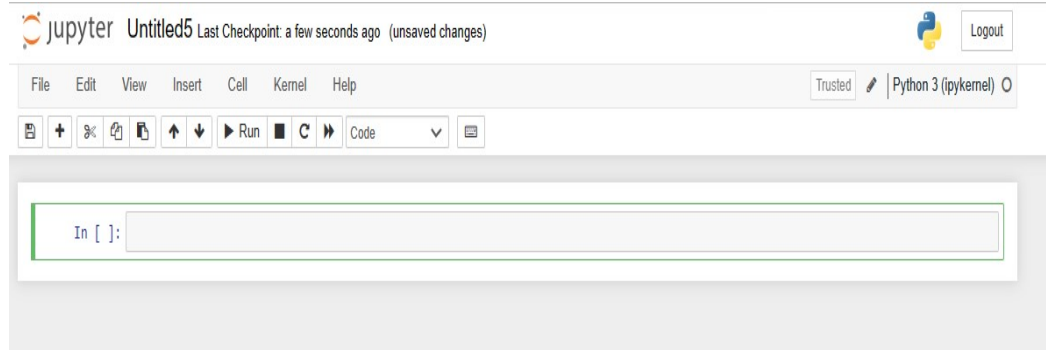 jupyter Untitled5 Last Checkpoint: a few seconds ago (unsaved changes) Logout
File Edit View Insert Cell Kernel Help Trusted Python 3 (ipykernel)
Run Code
In [ ]: